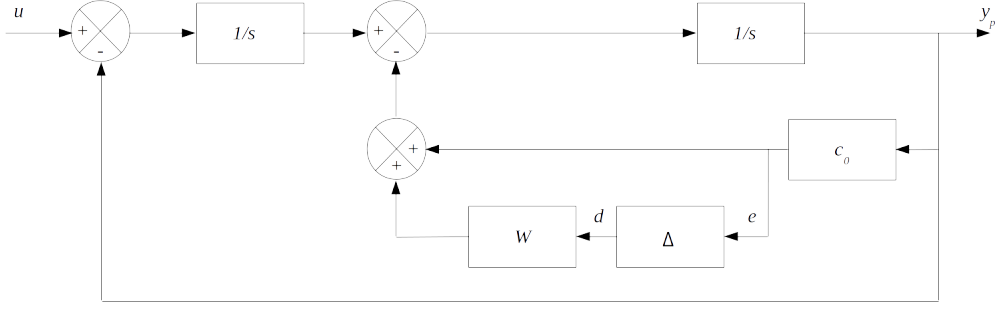 u
y_p
+
-
1/s
+
-
1/s
+
+
c_0
W
d
Δ
e